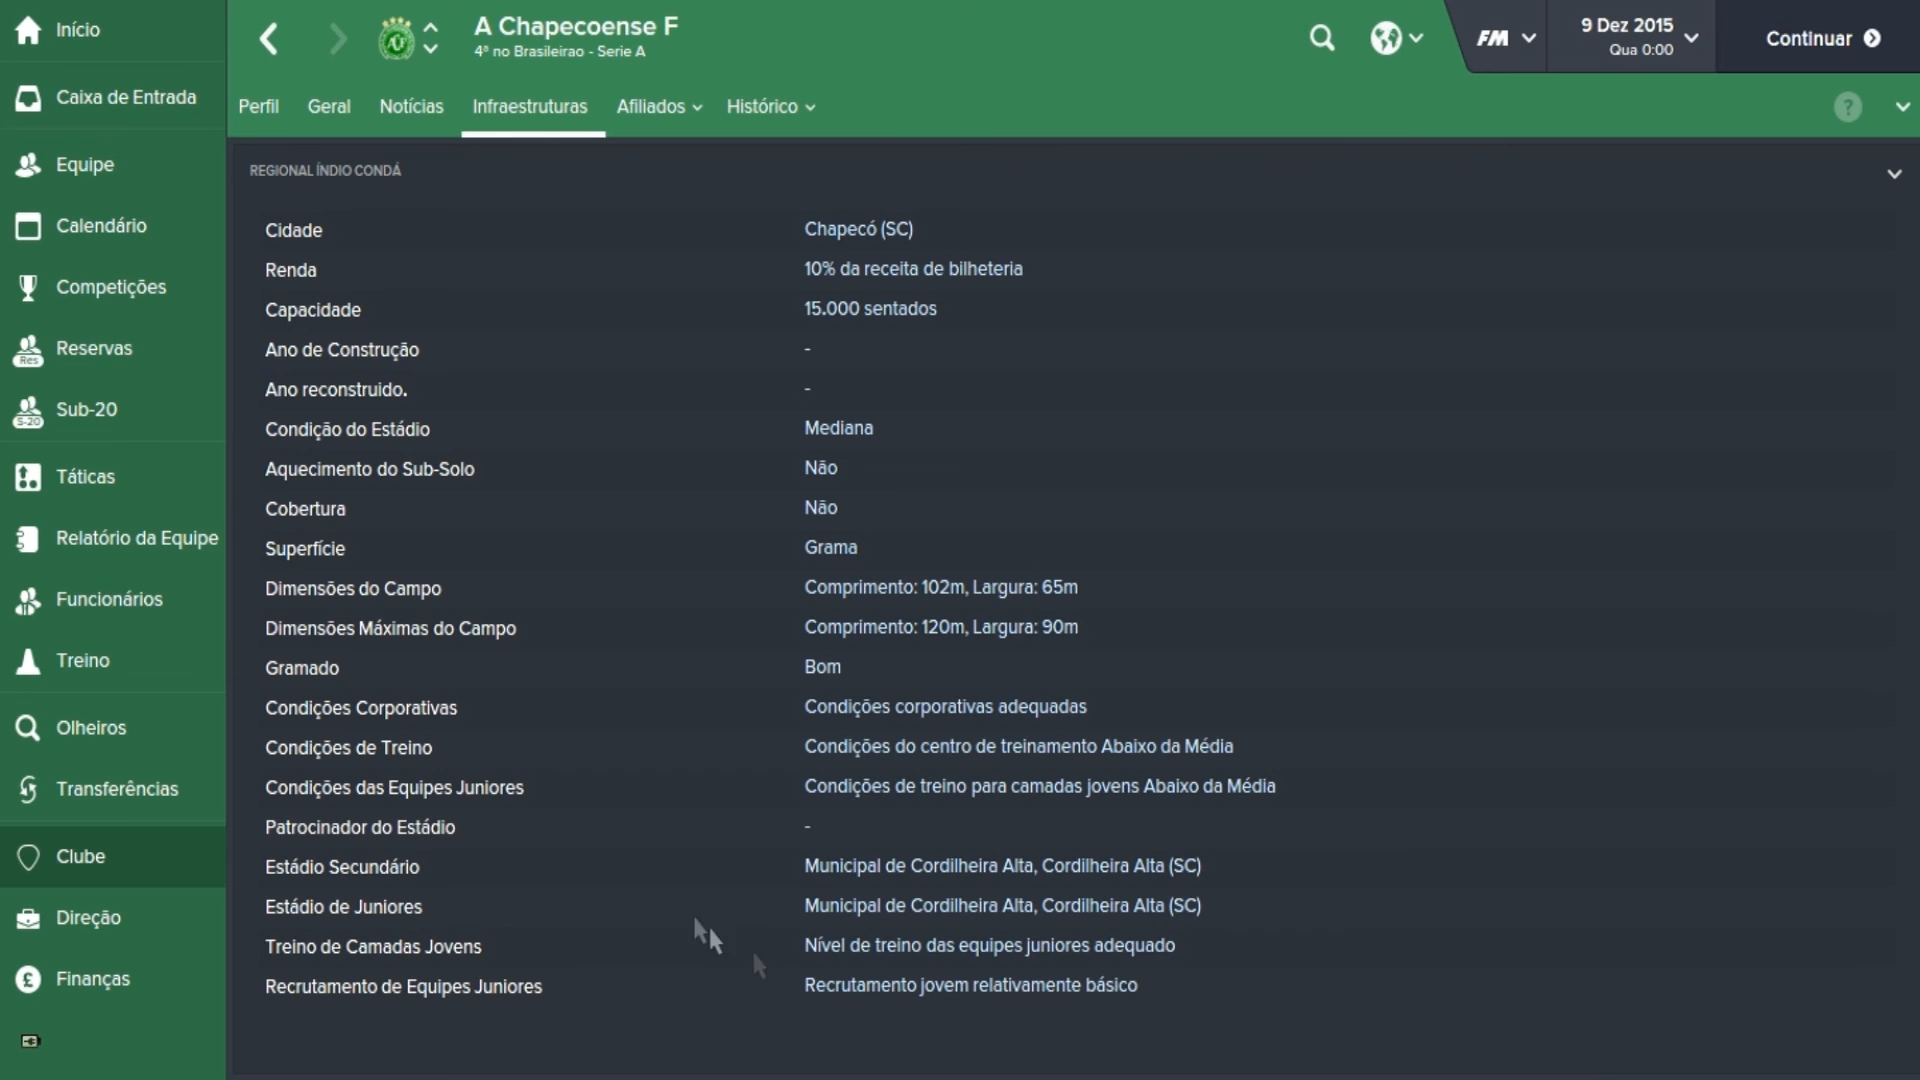 Início
Caixa de Entrada
Equipe
Calendário
Competições
Reservas
Res
Sub-20
S-20
Táticas
Relatório da Equipe
Funcionários
Treino
Olheiros
Transferências
Clube
Direção
Finanças
A Chapecoense F
4º no Brasileirao - Serie A
FM
9 Dez 2015
Qua 0:00
Continuar
Perfil
Geral
Notícias
Infraestruturas
Afiliados
Histórico
?
REGIONAL ÍNDIO CONDÁ
Cidade Chapecó (SC)
Renda 10% da receita de bilheteria
Capacidade 15.000 sentados
Ano de Construção -
Ano reconstruido. -
Condição do Estádio Mediana
Aquecimento do Sub-Solo Não
Cobertura Não
Superfície Grama
Dimensões do Campo Comprimento: 102m, Largura: 65m
Dimensões Máximas do Campo Comprimento: 120m, Largura: 90m
Gramado Bom
Condições Corporativas Condições corporativas adequadas
Condições de Treino Condições do centro de treinamento Abaixo da Média
Condições das Equipes Juniores Condições de treino para camadas jovens Abaixo da Média
Patrocinador do Estádio -
Estádio Secundário Municipal de Cordilheira Alta, Cordilheira Alta (SC)
Estádio de Juniores Municipal de Cordilheira Alta, Cordilheira Alta (SC)
Treino de Camadas Jovens Nível de treino das equipes juniores adequado
Recrutamento de Equipes Juniores Recrutamento jovem relativamente básico